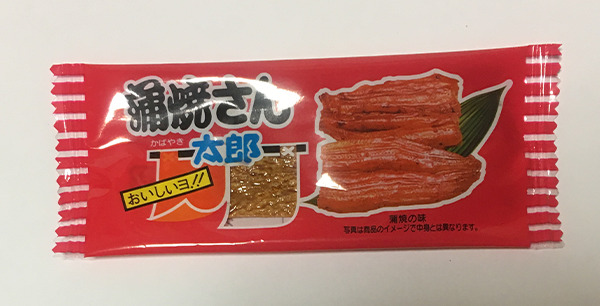 蒲焼さん
かばやき
太郎
おいしいヨ!!
蒲焼の味
写真は商品のイメージで中身とは異なります。